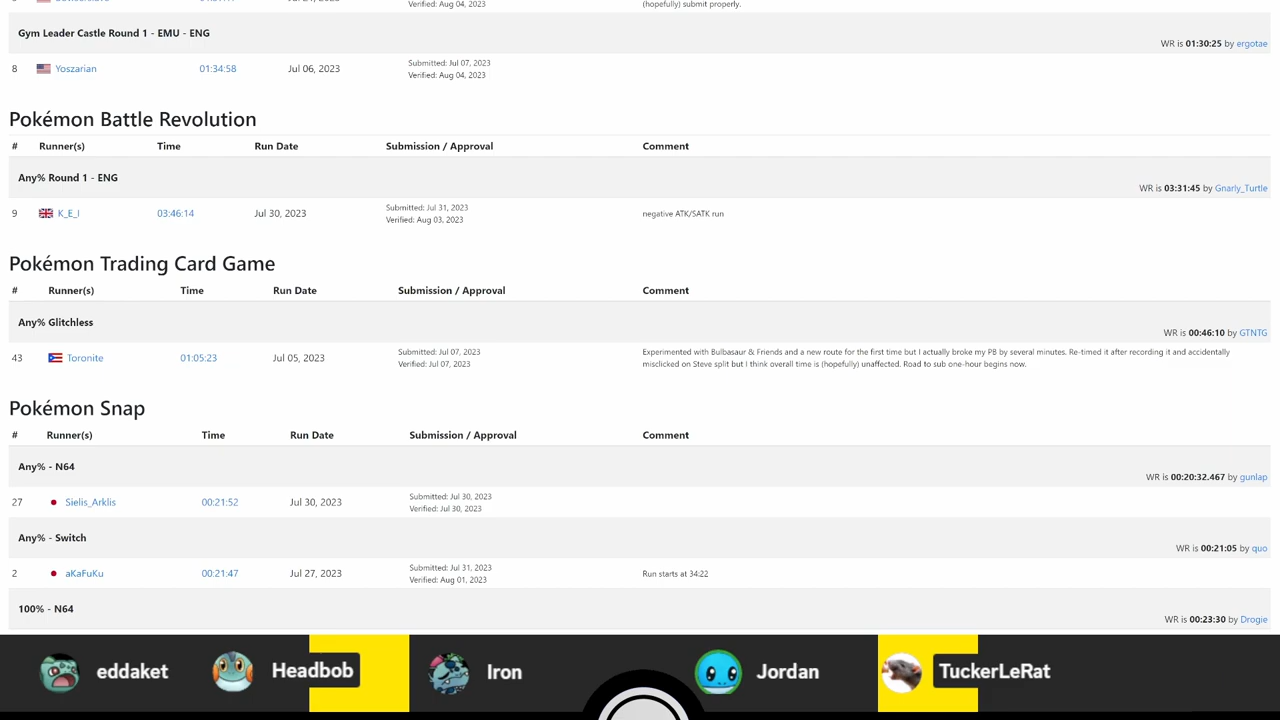 Verified: Aug 04, 2023 (hopefully) submit properly.
Gym Leader Castle Round 1 - EMU - ENG
WR is 01:30:25 by ergotae
8 Yoszarian 01:34:58 Jul 06, 2023 Submitted: Jul 07, 2023
Verified: Aug 04, 2023
Pokémon Battle Revolution
# Runner(s) Time Run Date Submission / Approval Comment
Any% Round 1 - ENG
WR is 03:31:45 by Gnarly_Turtle
9 K_E_I 03:46:14 Jul 30, 2023 Submitted: Jul 31, 2023 negative ATK/SATK run
Verified: Aug 03, 2023
Pokémon Trading Card Game
# Runner(s) Time Run Date Submission / Approval Comment
Any% Glitchless
WR is 00:46:10 by GTNTG
43 Toronite 01:05:23 Jul 05, 2023 Submitted: Jul 07, 2023 Experimented with Bulbasaur & Friends and a new route for the first time but I actually broke my PB by several minutes. Re-timed it after recording it and accidentally
Verified: Jul 07, 2023 misclicked on Steve split but I think overall time is (hopefully) unaffected. Road to sub one-hour begins now.
Pokémon Snap
# Runner(s) Time Run Date Submission / Approval Comment
Any% - N64
WR is 00:20:32.467 by gunlap
27 Sielis_Arklis 00:21:52 Jul 30, 2023 Submitted: Jul 30, 2023
Verified: Jul 30, 2023
Any% - Switch
WR is 00:21:05 by quo
2 aKaFuKu 00:21:47 Jul 27, 2023 Submitted: Jul 31, 2023 Run starts at 34:22
Verified: Aug 01, 2023
100% - N64
WR is 00:23:30 by Drogie
eddaket Headbob Iron Jordan TuckerLeRat